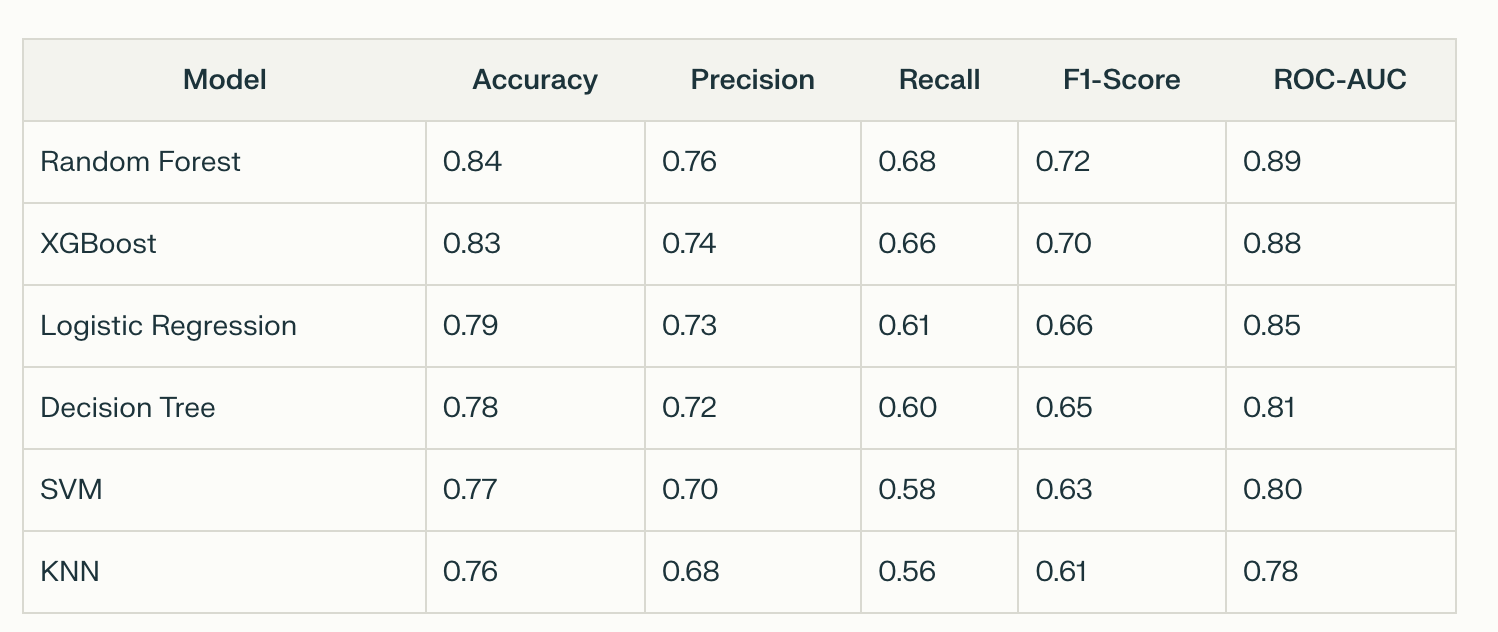 Model Accuracy Precision Recall F1-Score ROC-AUC
Random Forest 0.84 0.76 0.68 0.72 0.89
XGBoost 0.83 0.74 0.66 0.70 0.88
Logistic Regression 0.79 0.73 0.61 0.66 0.85
Decision Tree 0.78 0.72 0.60 0.65 0.81
SVM 0.77 0.70 0.58 0.63 0.80
KNN 0.76 0.68 0.56 0.61 0.78